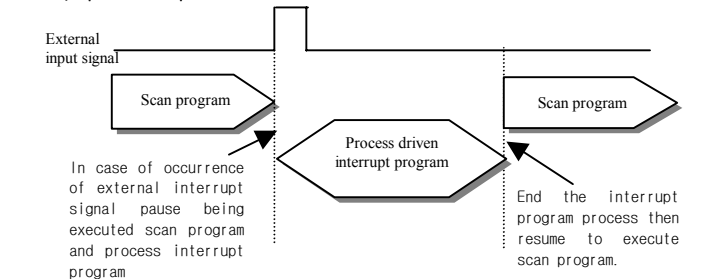 External
input signal
Scan program
Scan program
Process driven
interrupt program
In case of occurrence
of external interrupt
signal pause being
executed scan program
and process interrupt
program
End the interrupt
program process then
resume to execute
scan program.